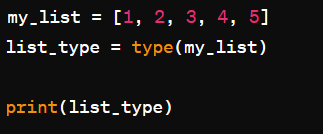 my_list = [1, 2, 3, 4, 5]
list_type = type(my_list)
print(list_type)